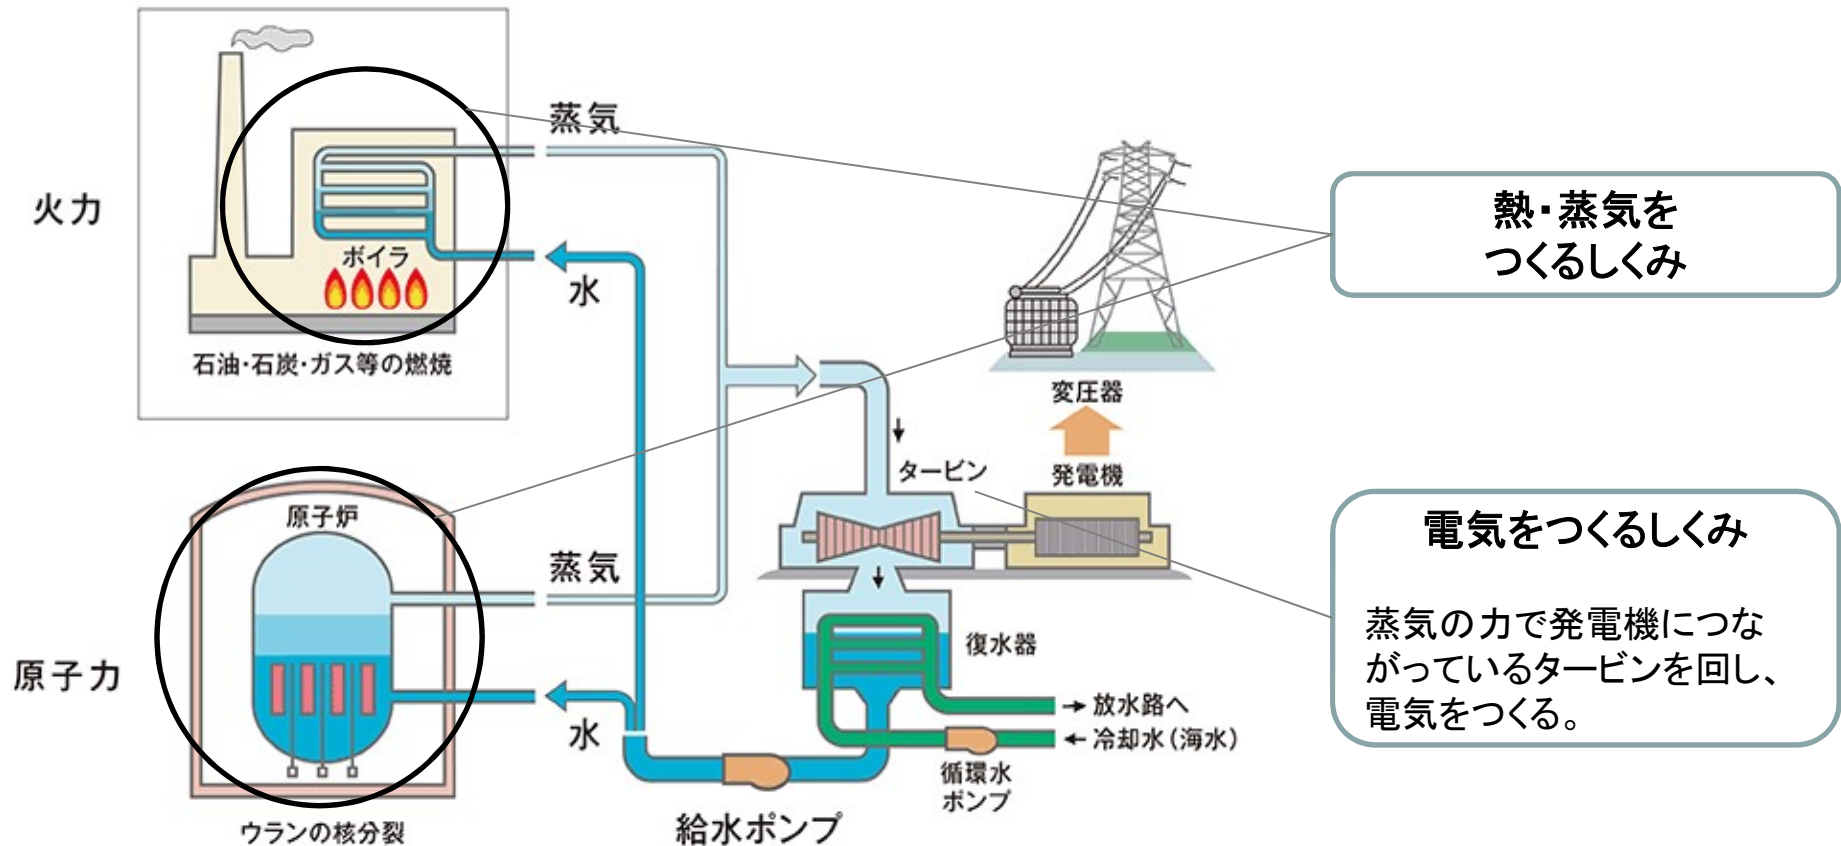 火力
蒸気
ボイラ
水
石油・石炭・ガス等の燃焼
熱・蒸気を
つくるしくみ
変圧器
発電機
タービン
原子力
原子炉
蒸気
水
ウランの核分裂
復水器
→放水路へ
←冷却水(海水)
循環水
ポンプ
給水ポンプ
電気をつくるしくみ
蒸気の力で発電機につな
がっているタービンを回し、
電気をつくる。